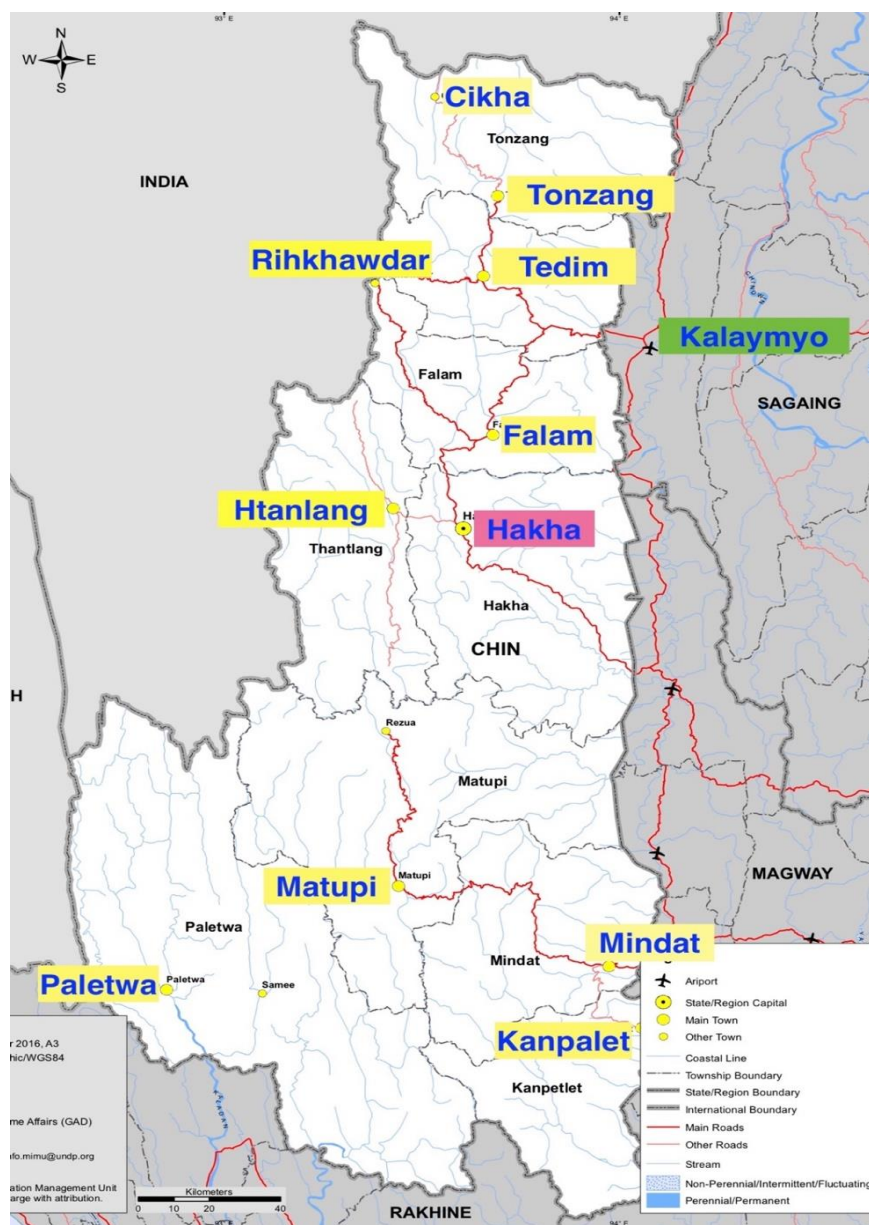 93° E
94° E
N
W E
S
Cikha
Tonzang
INDIA
Tonzang
Rihkhawdar
Tedim
Kalaymyo
Falam
SAGAING
Falam
Htanlang
Hakha
Thantlang
Hakha
CHIN
H
Rezua
Matupi
Matupi
Matupi
MAGWAY
Paletwa
Mindat
Mindat
Paletwa
Paletwa
Samee
Kanpalet
Kanpetlet
Ariport
State/Region Capital
Main Town
Other Town
Coastal Line
Township Boundary
State/Region Boundary
International Boundary
Main Roads
Other Roads
Stream
Non-Perennial/Intermittent/Fluctuating
Perennial/Permanent
r 2016, A3
phic/WGS84
me Affairs (GAD)
nfo.mimu@undp.org
ation Management Unit
arge with attribution.
Kilometers
0 10 20 40
RAKHINE
93° E
94° E